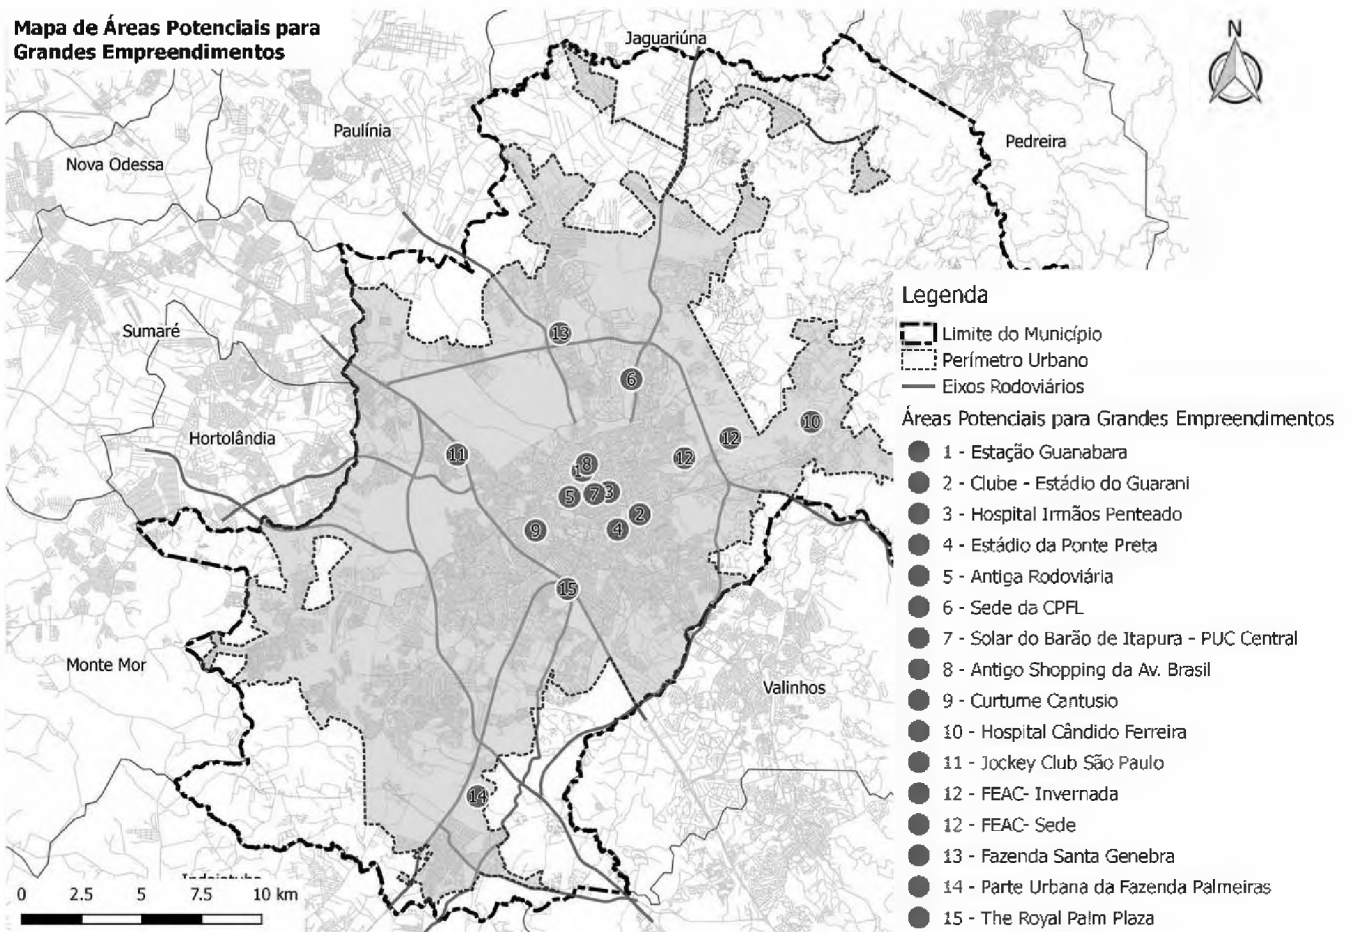 Mapa de Áreas Potenciais para
Grandes Empreendimentos
Jaguariúna
N
Paulínia
Pedreira
Nova Odessa
Sumaré
Hortolândia
Monte Mor
Valinhos
13
6
10
12
12
11
8
1
5
7
3
2
4
9
15
14
0 2.5 5 7.5 10 km
Legenda
Limite do Município
Perímetro Urbano
Eixos Rodoviários
Áreas Potenciais para Grandes Empreendimentos
1 - Estação Guanabara
2 - Clube - Estádio do Guarani
3 - Hospital Irmãos Penteado
4 - Estádio da Ponte Preta
5 - Antiga Rodoviária
6 - Sede da CPFL
7 - Solar do Barão de Itapura - PUC Central
8 - Antigo Shopping da Av. Brasil
9 - Curtume Cantusio
10 - Hospital Cândido Ferreira
11 - Jockey Club São Paulo
12 - FEAC- Invernada
12 - FEAC- Sede
13 - Fazenda Santa Genebra
14 - Parte Urbana da Fazenda Palmeiras
15 - The Royal Palm Plaza